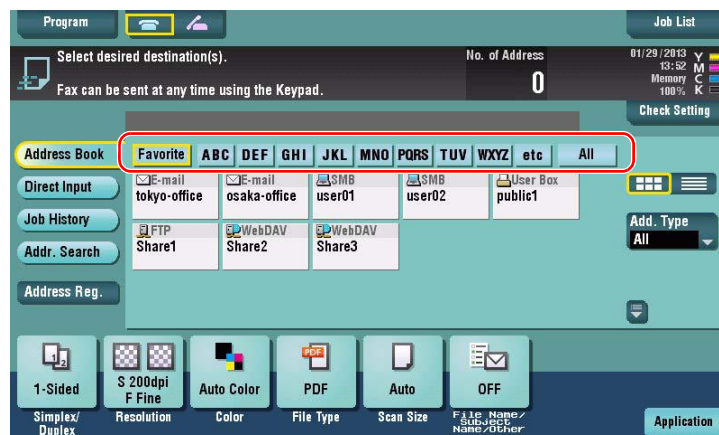 Program
Job List
Select desired destination(s).
No. of Address
0
Fax can be sent at any time using the Keypad.
01/29/2013
13:52
Memory
100%
Y
M
C
K
Check Setting
Address Book
Favorite ABC DEF GHI JKL MNO PQRS TUV WXYZ etc All
Direct Input
E-mail
tokyo-office
E-mail
osaka-office
SMB
user01
SMB
user02
User Box
public1
Job History
FTP
Share1
WebDAV
Share2
WebDAV
Share3
Add. Type
All
Addr. Search
Address Reg.
1-Sided
S 200dpi
F Fine
Auto Color
PDF
PDF
Auto
OFF
Simplex/
Duplex
Resolution
Color
File Type
Scan Size
File Name/
Subject
Name/Other
Application